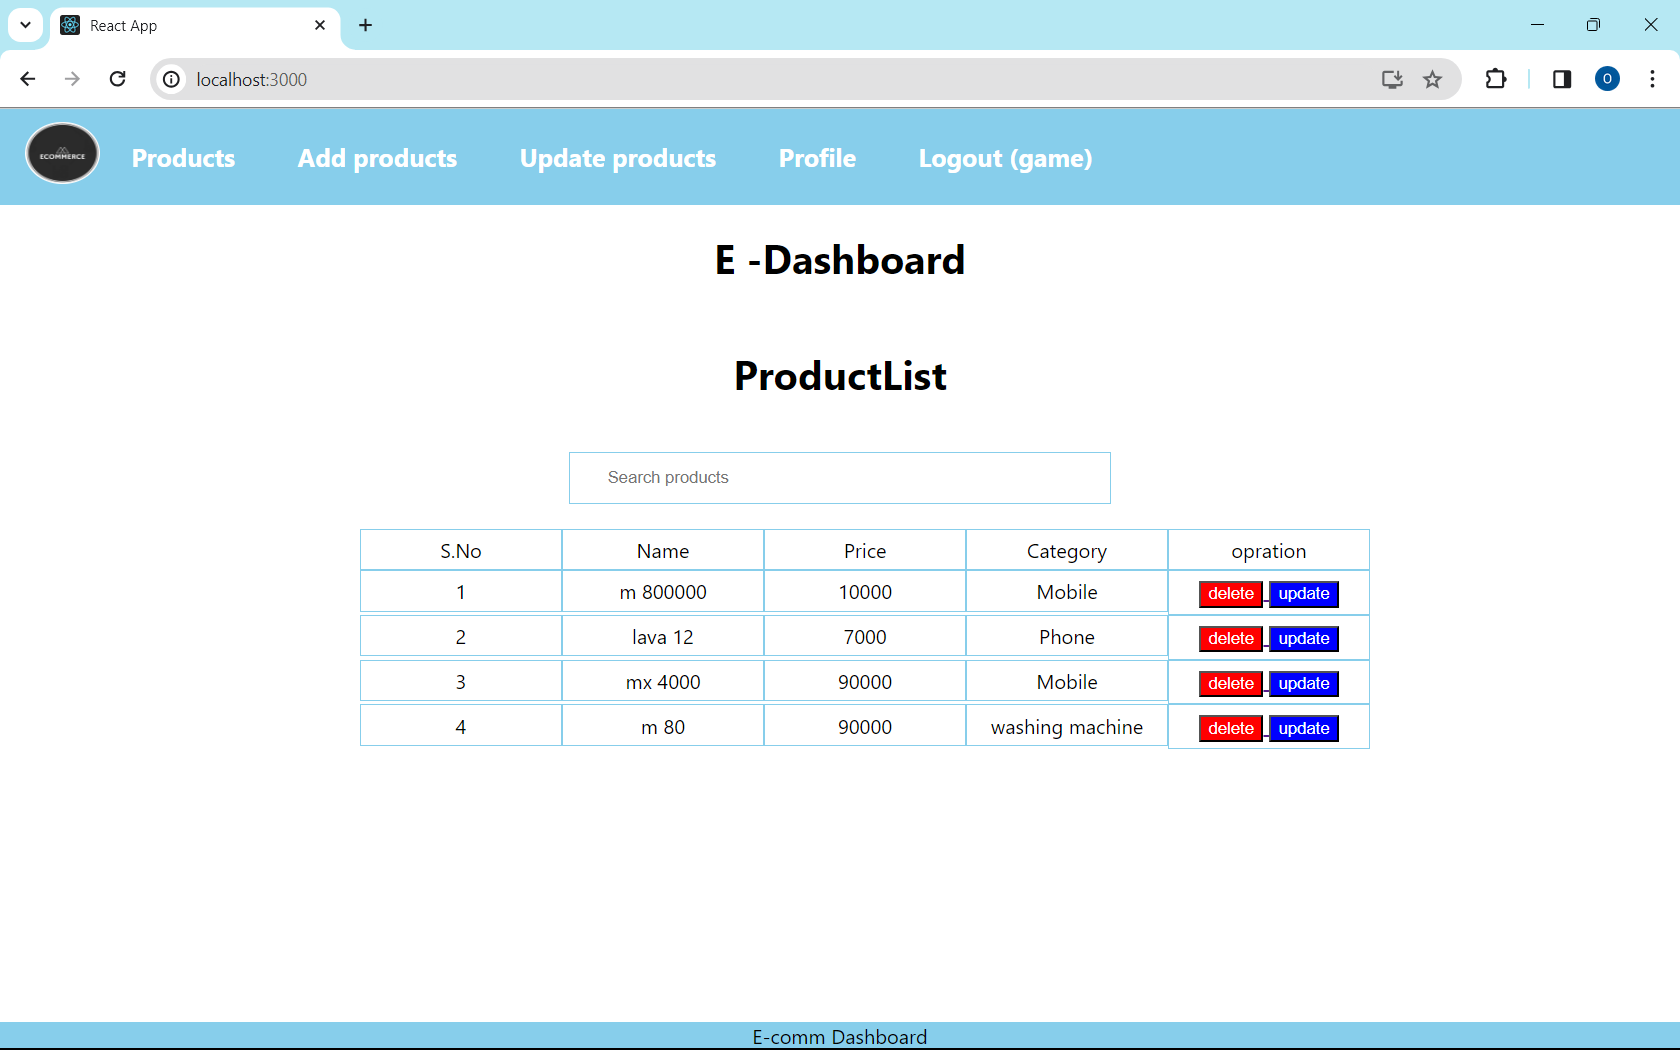 React App
localhost:3000
O
ECOMMERCE
Products Add products Update products Profile Logout (game)
E -Dashboard
ProductList
Search products
S.No Name Price Category opration
1 m 800000 10000 Mobile delete update
2 lava 12 7000 Phone delete update
3 mx 4000 90000 Mobile delete update
4 m 80 90000 washing machine delete update
E-comm Dashboard